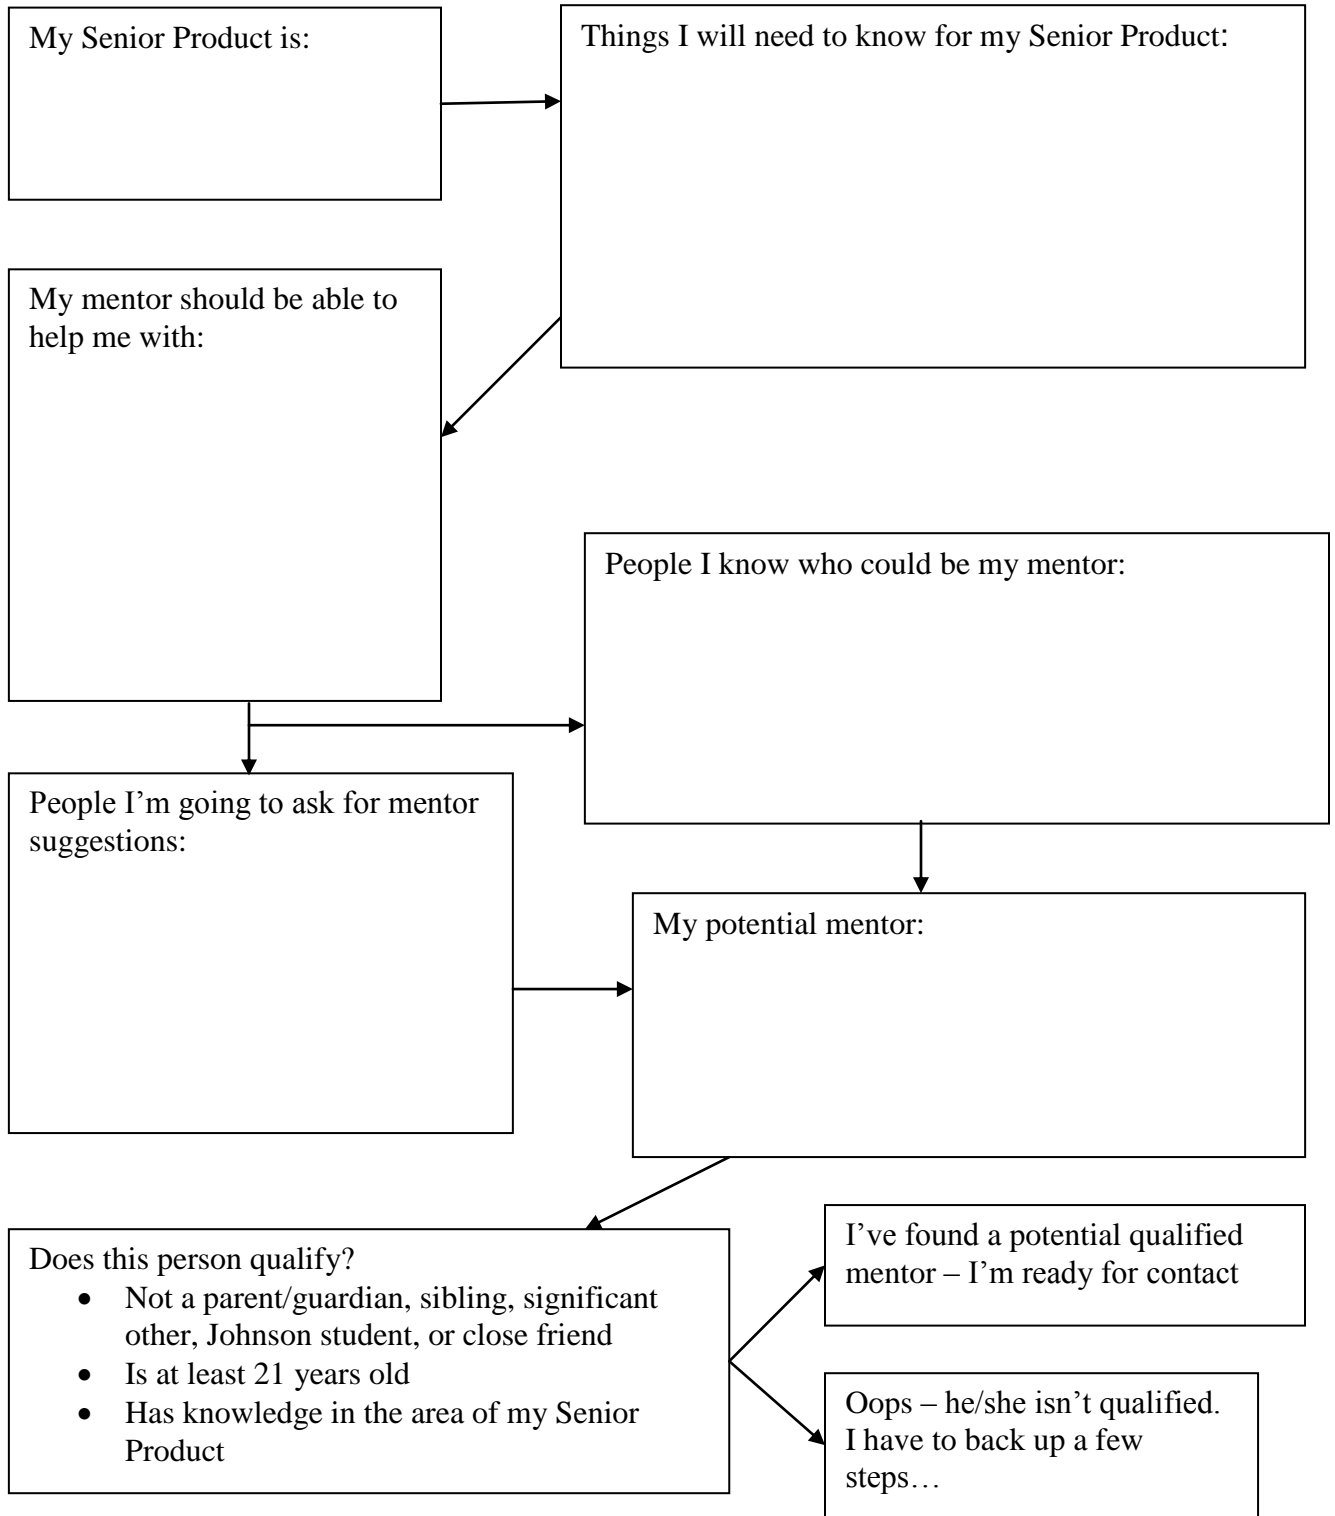 My Senior Product is:
Things I will need to know for my Senior Product:
My mentor should be able to
help me with:
People I know who could be my mentor:
People I’m going to ask for mentor
suggestions:
My potential mentor:
Does this person qualify?
• Not a parent/guardian, sibling, significant
other, Johnson student, or close friend
• Is at least 21 years old
• Has knowledge in the area of my Senior
Product
I’ve found a potential qualified
mentor – I’m ready for contact
Oops – he/she isn’t qualified.
I have to back up a few
steps…